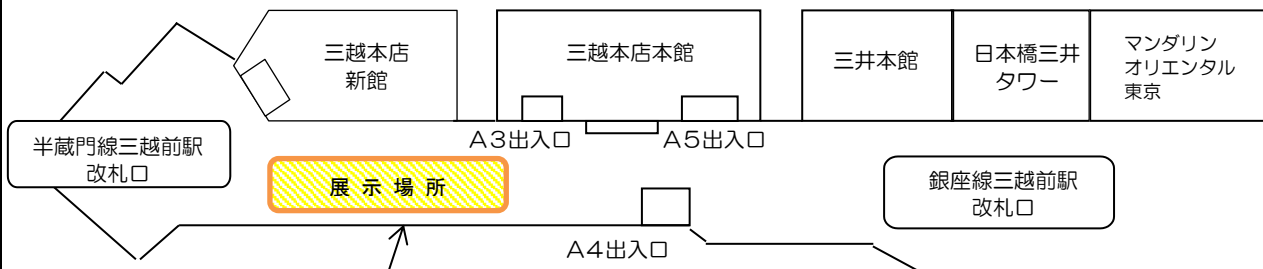 三越本店
新館
三越本店本館
三井本館
日本橋三井
タワー
マンダリン
オリエンタル
東京
A3出入口
A5出入口
半蔵門線三越前駅
改札口
展示場所
銀座線三越前駅
改札口
A4出入口